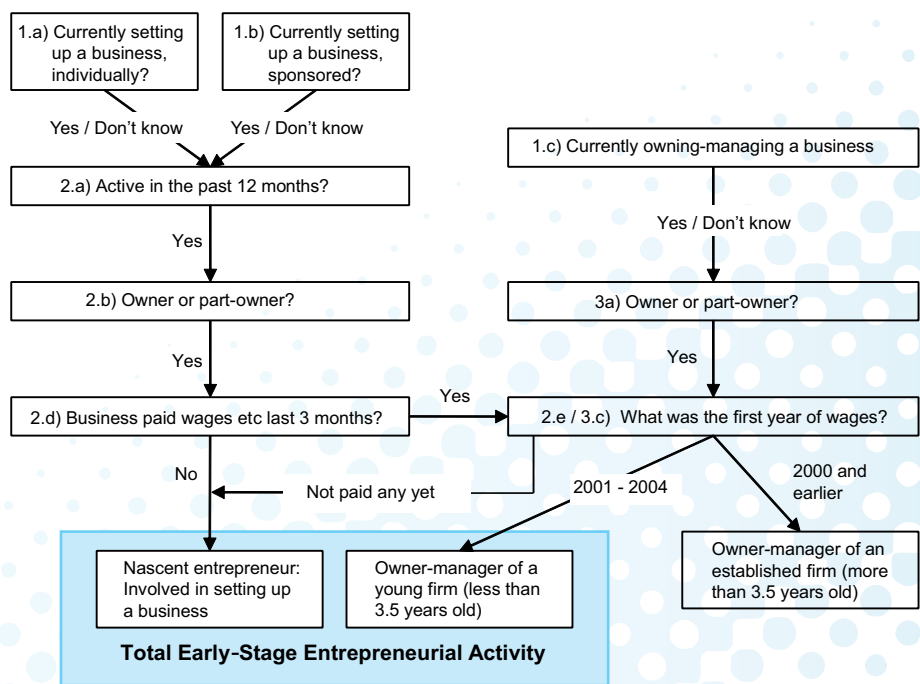 1.a) Currently setting
up a business,
individually?
1.b) Currently setting
up a business,
sponsored?
Yes / Don't know
Yes / Don't know
1.c) Currently owning-managing a business
2.a) Active in the past 12 months?
Yes / Don't know
Yes
2.b) Owner or part-owner?
3a) Owner or part-owner?
Yes
Yes
2.d) Business paid wages etc last 3 months?
Yes
2.e / 3.c) What was the first year of wages?
No
Not paid any yet
2001 - 2004
2000 and
earlier
Nascent entrepreneur:
Involved in setting up
a business
Owner-manager of a
young firm (less than
3.5 years old)
Owner-manager of an
established firm (more
than 3.5 years old)
Total Early-Stage Entrepreneurial Activity